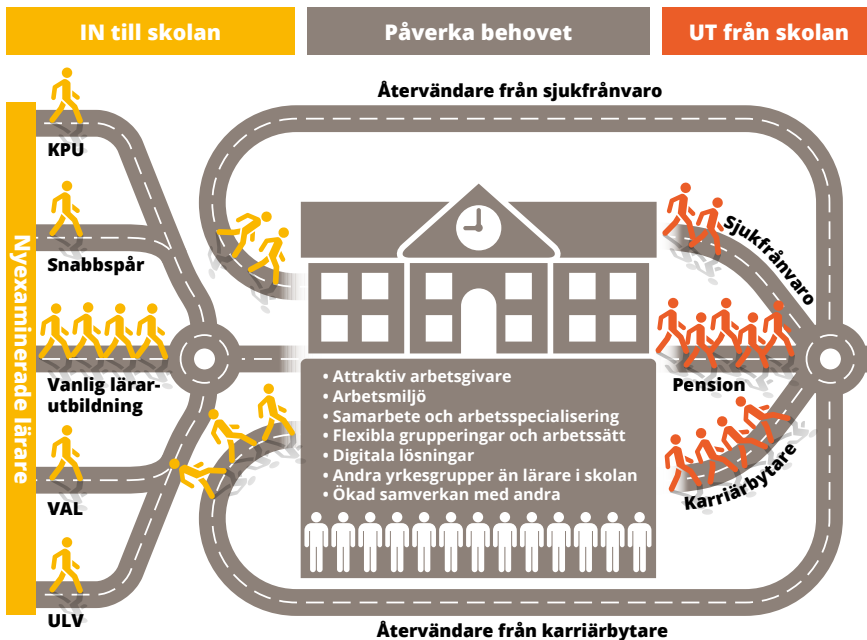 IN till skolan
Påverka behovet
UT från skolan
Återvändare från sjukfrånvaro
Nyexaminerade lärare
KPU
Snabbspår
Vanlig lärar-
utbildning
VAL
ULV
• Attraktiv arbetsgivare
• Arbetsmiljö
• Samarbete och arbetsspecialisering
• Flexibla grupperingar och arbetssätt
• Digitala lösningar
• Andra yrkesgrupper än lärare i skolan
• Ökad samverkan med andra
Sjukfrånvaro
Pension
Karriärbytare
Återvändare från karriärbytare